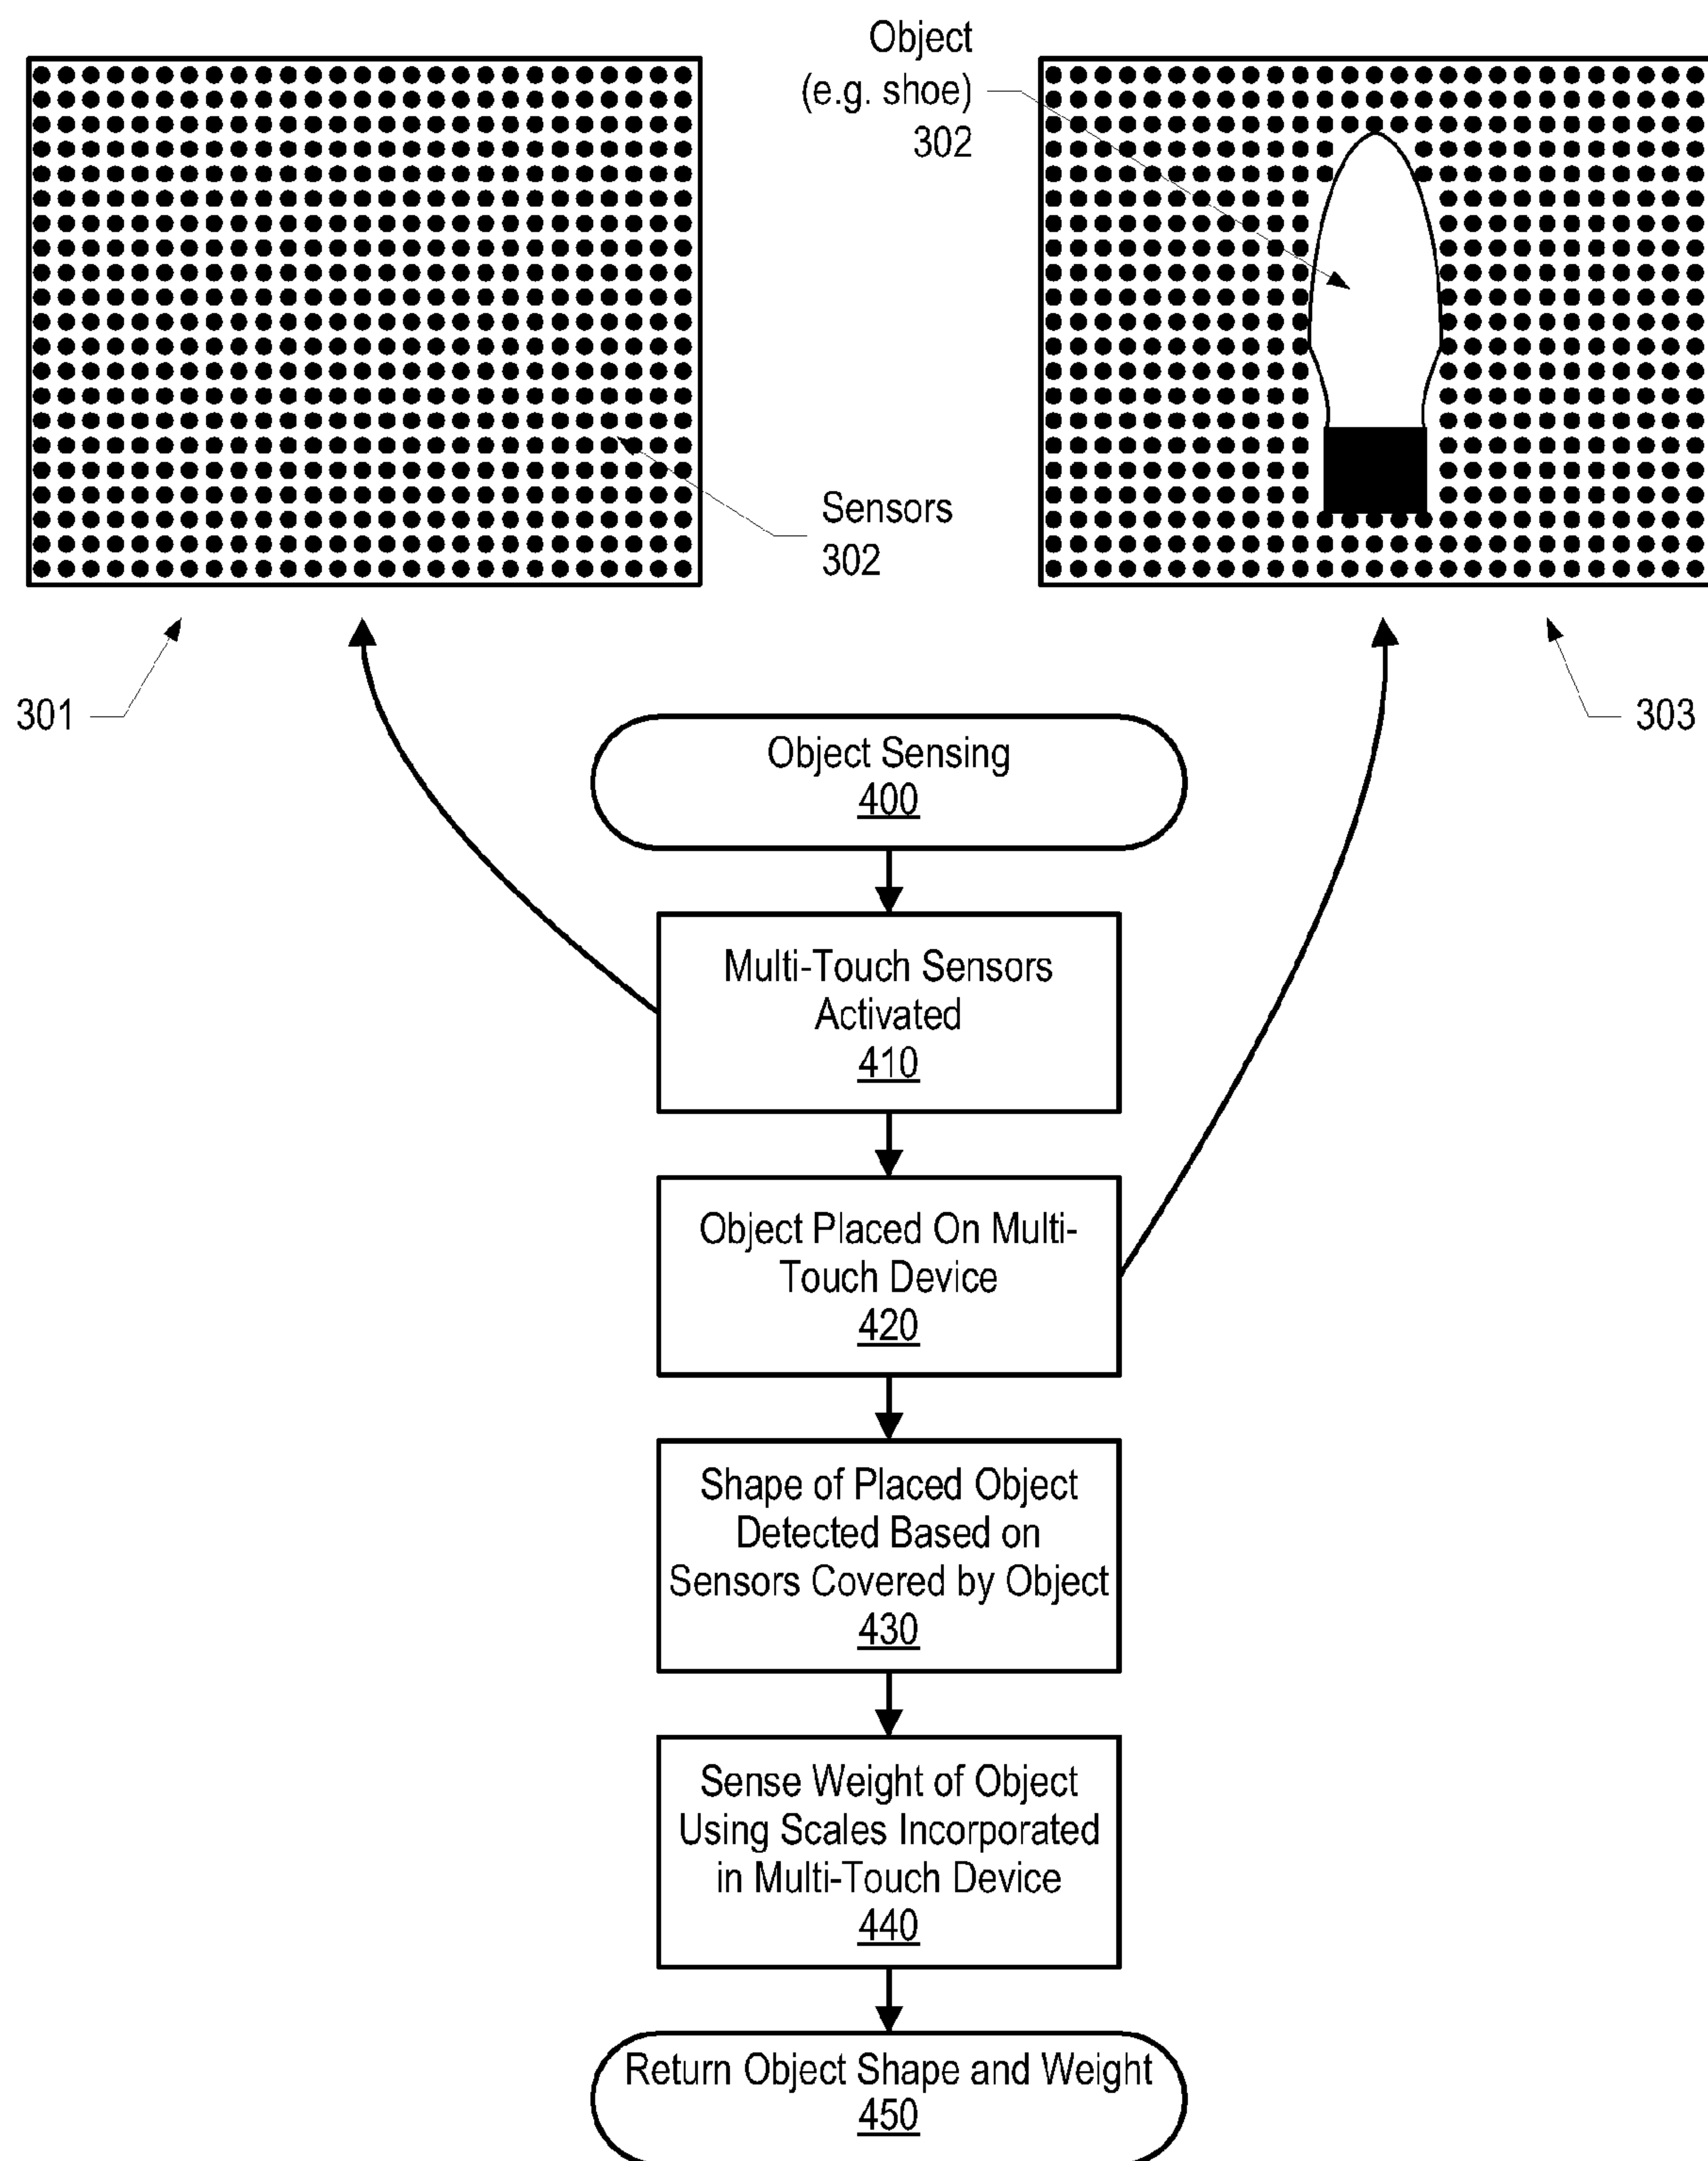 Object
(e.g. shoe)
302
Sensors
302
301
303
Object Sensing
400
Multi-Touch Sensors
Activated
410
Object Placed On Multi-
Touch Device
420
Shape of Placed Object
Detected Based on
Sensors Covered by Object
430
Sense Weight of Object
Using Scales Incorporated
in Multi-Touch Device
440
Return Object Shape and Weight
450